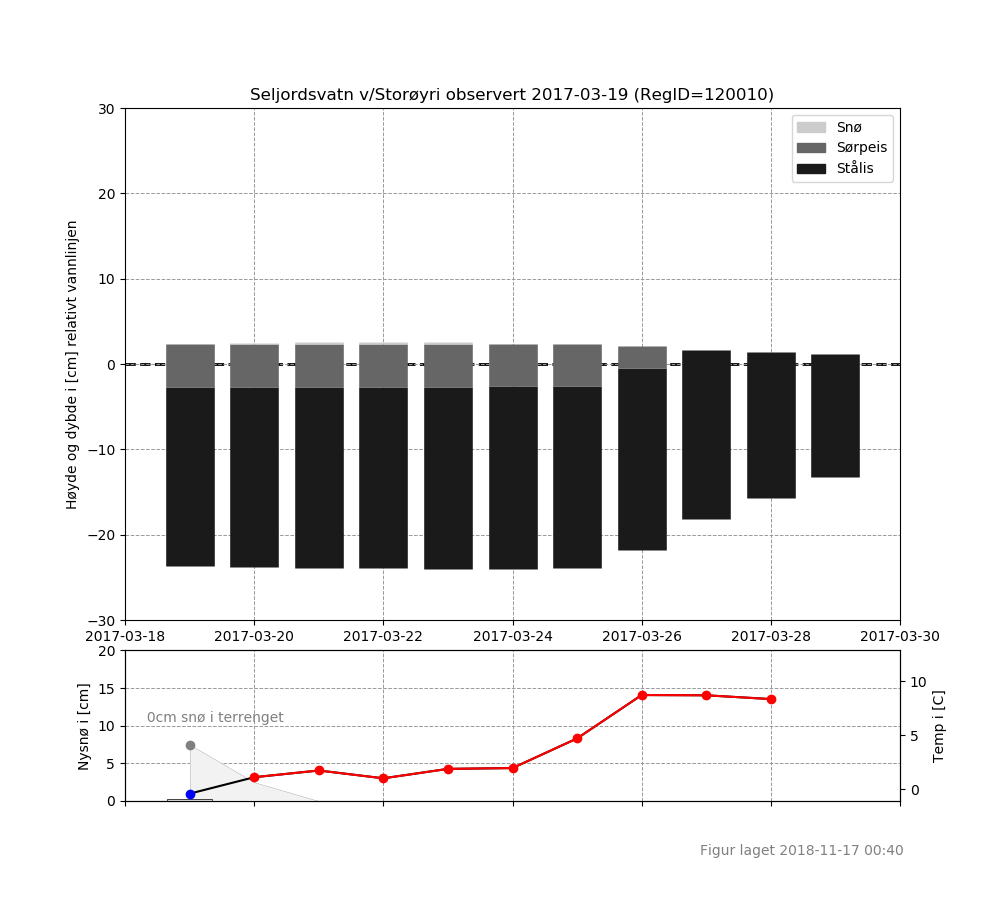 Seljordsvatn v/Storøyri observert 2017-03-19 (RegID=120010)
Høyde og dybde i [cm] relativt vannlinjen
30
20
10
0
−10
−20
−30
Snø
Sørpeis
Stålis
2017-03-18 2017-03-20 2017-03-22 2017-03-24 2017-03-26 2017-03-28 2017-03-30
Nysnø i [cm]
20
15
10
5
0
0cm snø i terrenget
10
5
0
Temp i [C]
Figur laget 2018-11-17 00:40